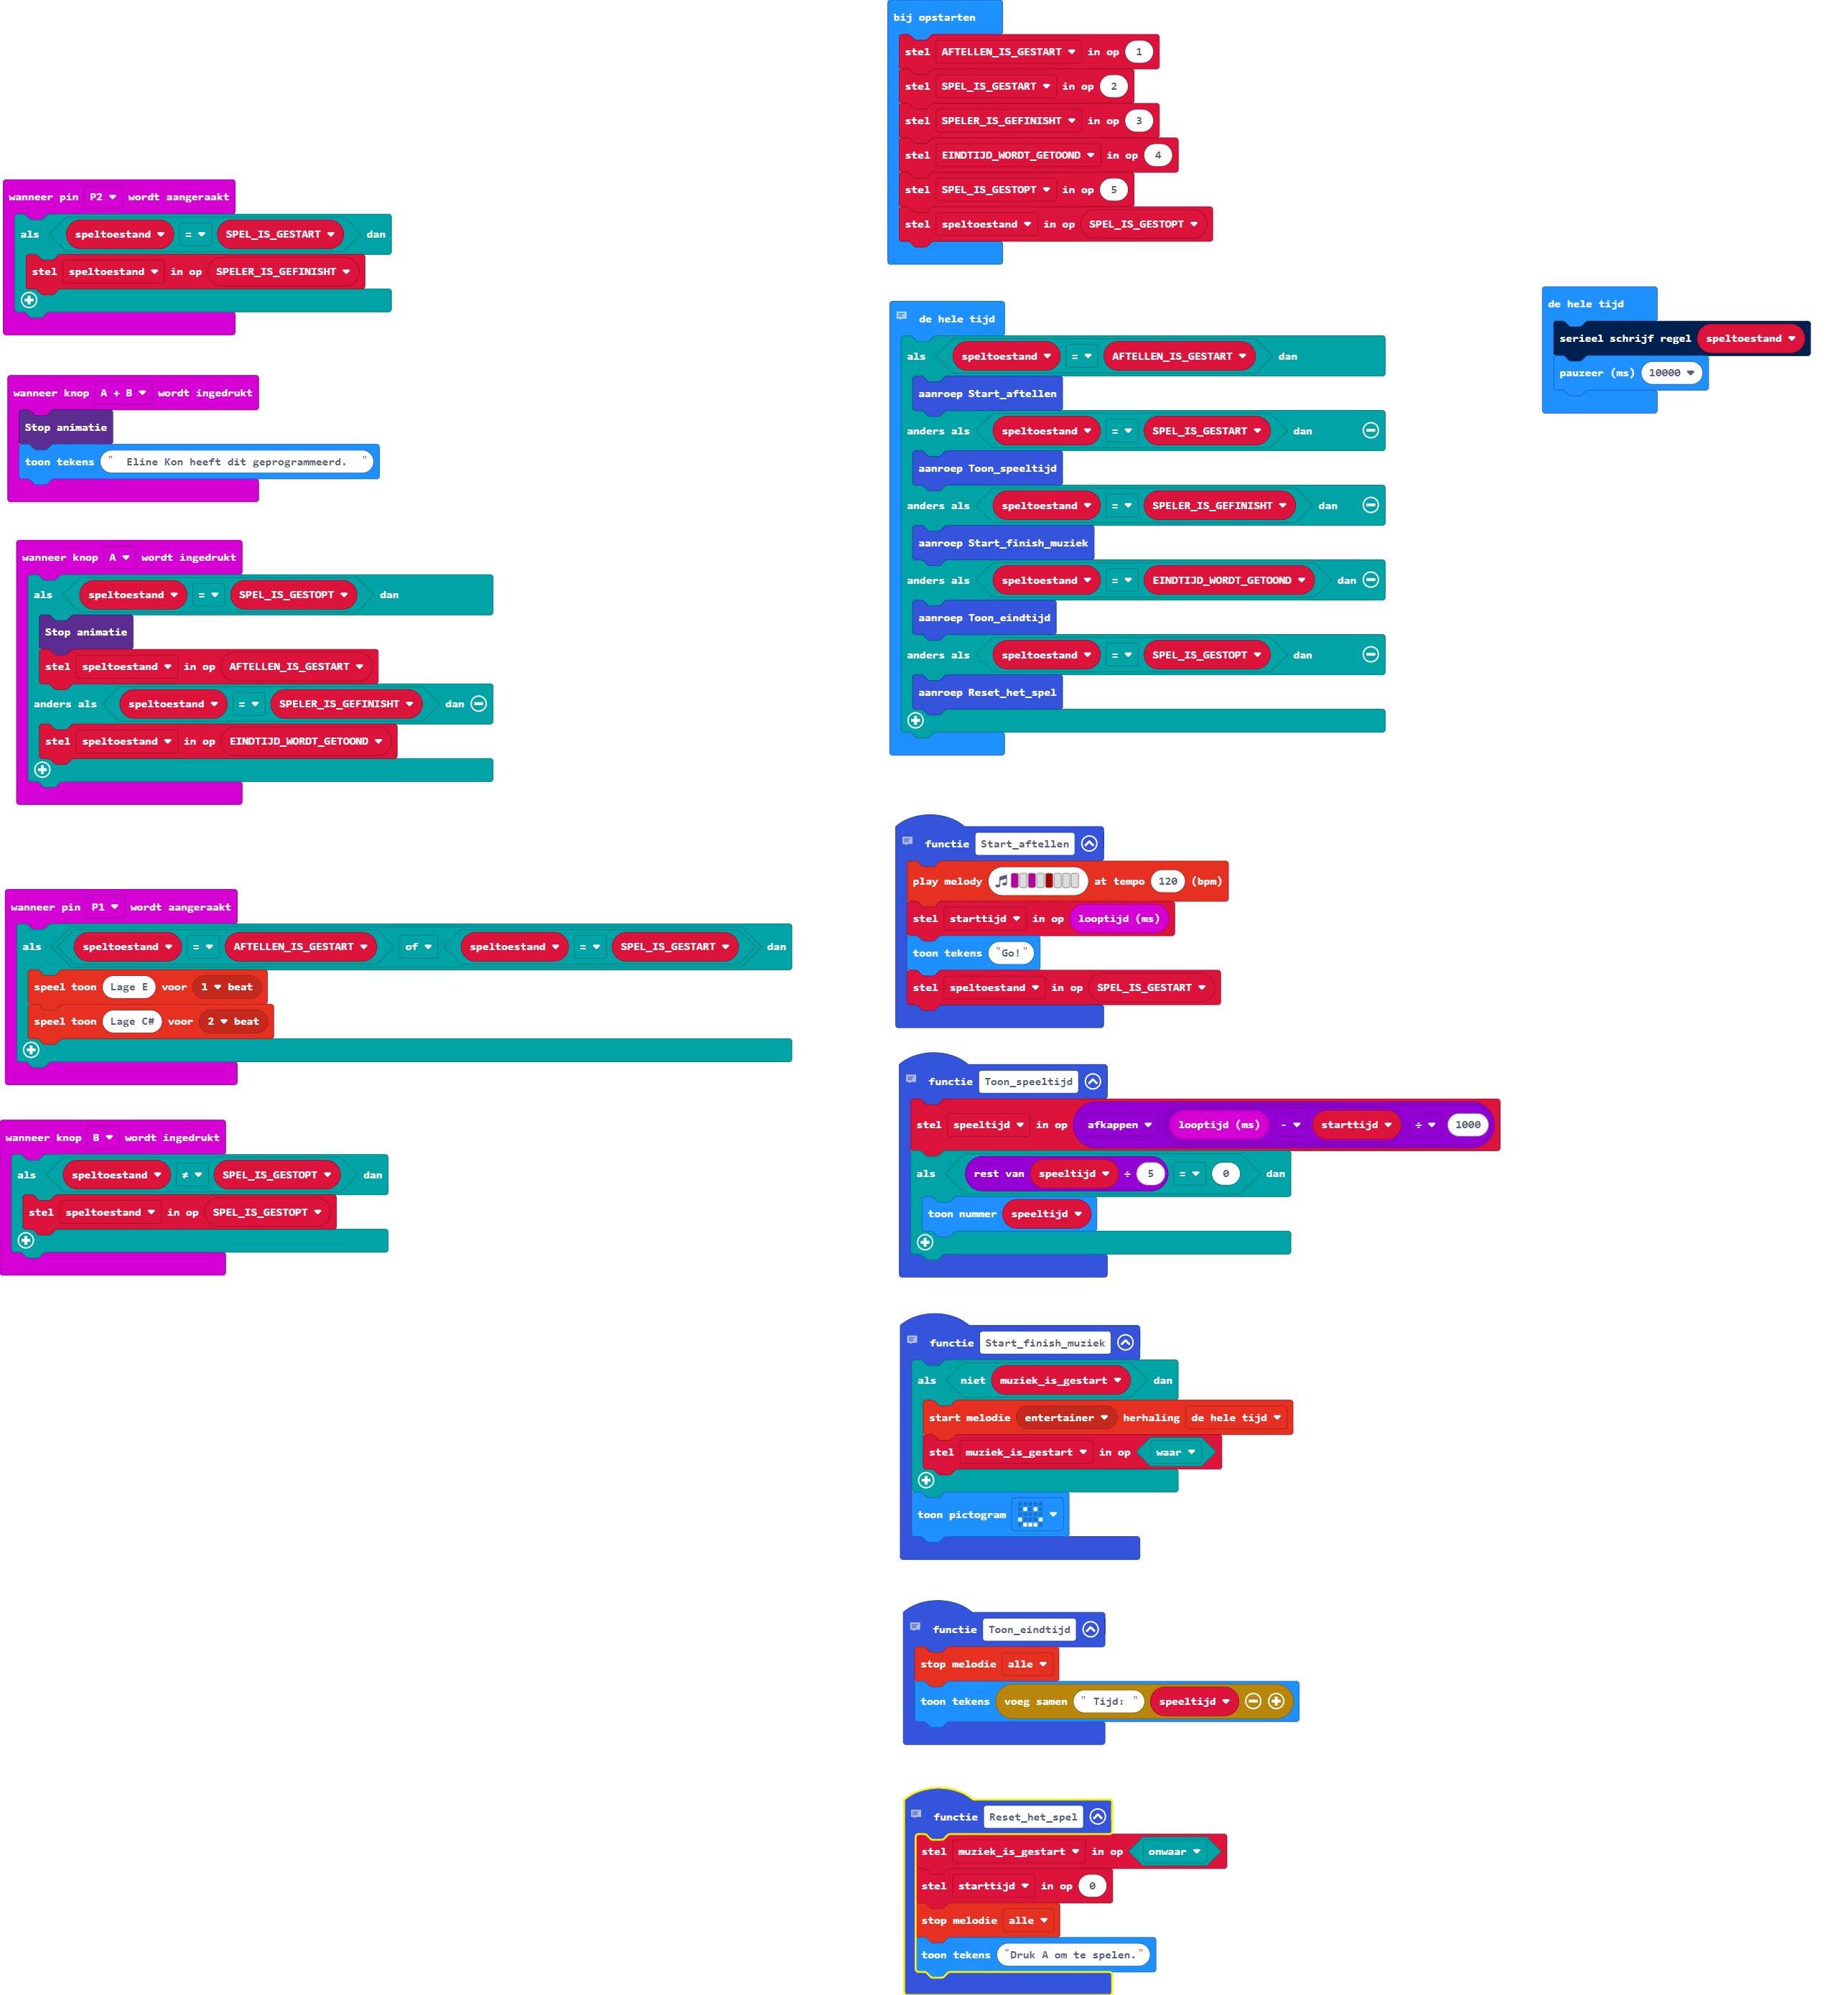 wanneer pin P2 wordt aangeraakt
als speltoestand = SPEL_IS_GESTART dan
stel speltoestand in op SPELER_IS_GEFINISHT
wanneer knop A + B wordt ingedrukt
Stop animatie
toon tekens " Eline Kon heeft dit geprogrammeerd. "
wanneer knop A wordt ingedrukt
als speltoestand = SPEL_IS_GESTOPT dan
Stop animatie
stel speltoestand in op AFTELLEN_IS_GESTART
anders als speltoestand = SPELER_IS_GEFINISHT dan
stel speltoestand in op EINDTIJD_WORDT_GETOOND
wanneer pin P1 wordt aangeraakt
als speltoestand = AFTELLEN_IS_GESTART of speltoestand = SPEL_IS_GESTART dan
speel toon Lage E voor 1 beat
speel toon Lage C# voor 2 beat
wanneer knop B wordt ingedrukt
als speltoestand ≠ SPEL_IS_GESTOPT dan
stel speltoestand in op SPEL_IS_GESTOPT
bij opstarten
stel AFTELLEN_IS_GESTART in op 1
stel SPEL_IS_GESTART in op 2
stel SPELER_IS_GEFINISHT in op 3
stel EINDTIJD_WORDT_GETOOND in op 4
stel SPEL_IS_GESTOPT in op 5
stel speltoestand in op SPEL_IS_GESTOPT
de hele tijd
als speltoestand = AFTELLEN_IS_GESTART dan
aanroep Start_aftellen
anders als speltoestand = SPEL_IS_GESTART dan
aanroep Toon_speeltijd
anders als speltoestand = SPELER_IS_GEFINISHT dan
aanroep Start_finish_muziek
anders als speltoestand = EINDTIJD_WORDT_GETOOND dan
aanroep Toon_eindtijd
anders als speltoestand = SPEL_IS_GESTOPT dan
aanroep Reset_het_spel
functie Start_aftellen
play melody at tempo 120 (bpm)
stel starttijd in op looptijd (ms)
toon tekens "Go!"
stel speltoestand in op SPEL_IS_GESTART
functie Toon_speeltijd
stel speeltijd in op afkappen looptijd (ms) - starttijd ÷ 1000
als rest van speeltijd ÷ 5 = 0 dan
toon nummer speeltijd
functie Start_finish_muziek
als niet muziek_is_gestart dan
start melodie entertainer herhaling de hele tijd
stel muziek_is_gestart in op waar
toon pictogram
functie Toon_eindtijd
stop melodie alle
toon tekens voeg samen " Tijd: " speeltijd
functie Reset_het_spel
stel muziek_is_gestart in op onwaar
stel starttijd in op 0
stop melodie alle
toon tekens "Druk A om te spelen."
de hele tijd
serieel schrijf regel speltoestand
pauzeer (ms) 10000